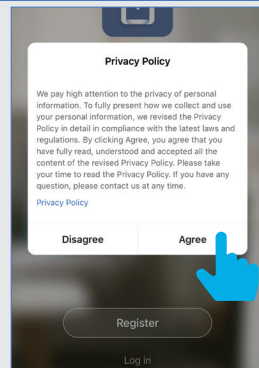 Privacy Policy
We pay high attention to the privacy of personal
information. To fully present how we collect and use
your personal information, we revised the Privacy
Policy in detail in compliance with the latest laws and
regulations. By clicking Agree, you agree that you
have fully read, understood and accepted all the
content of the revised Privacy Policy. Please take
your time to read the Privacy Policy. If you have any
question, please contact us at any time.
Privacy Policy
Disagree Agree
Register
Log in